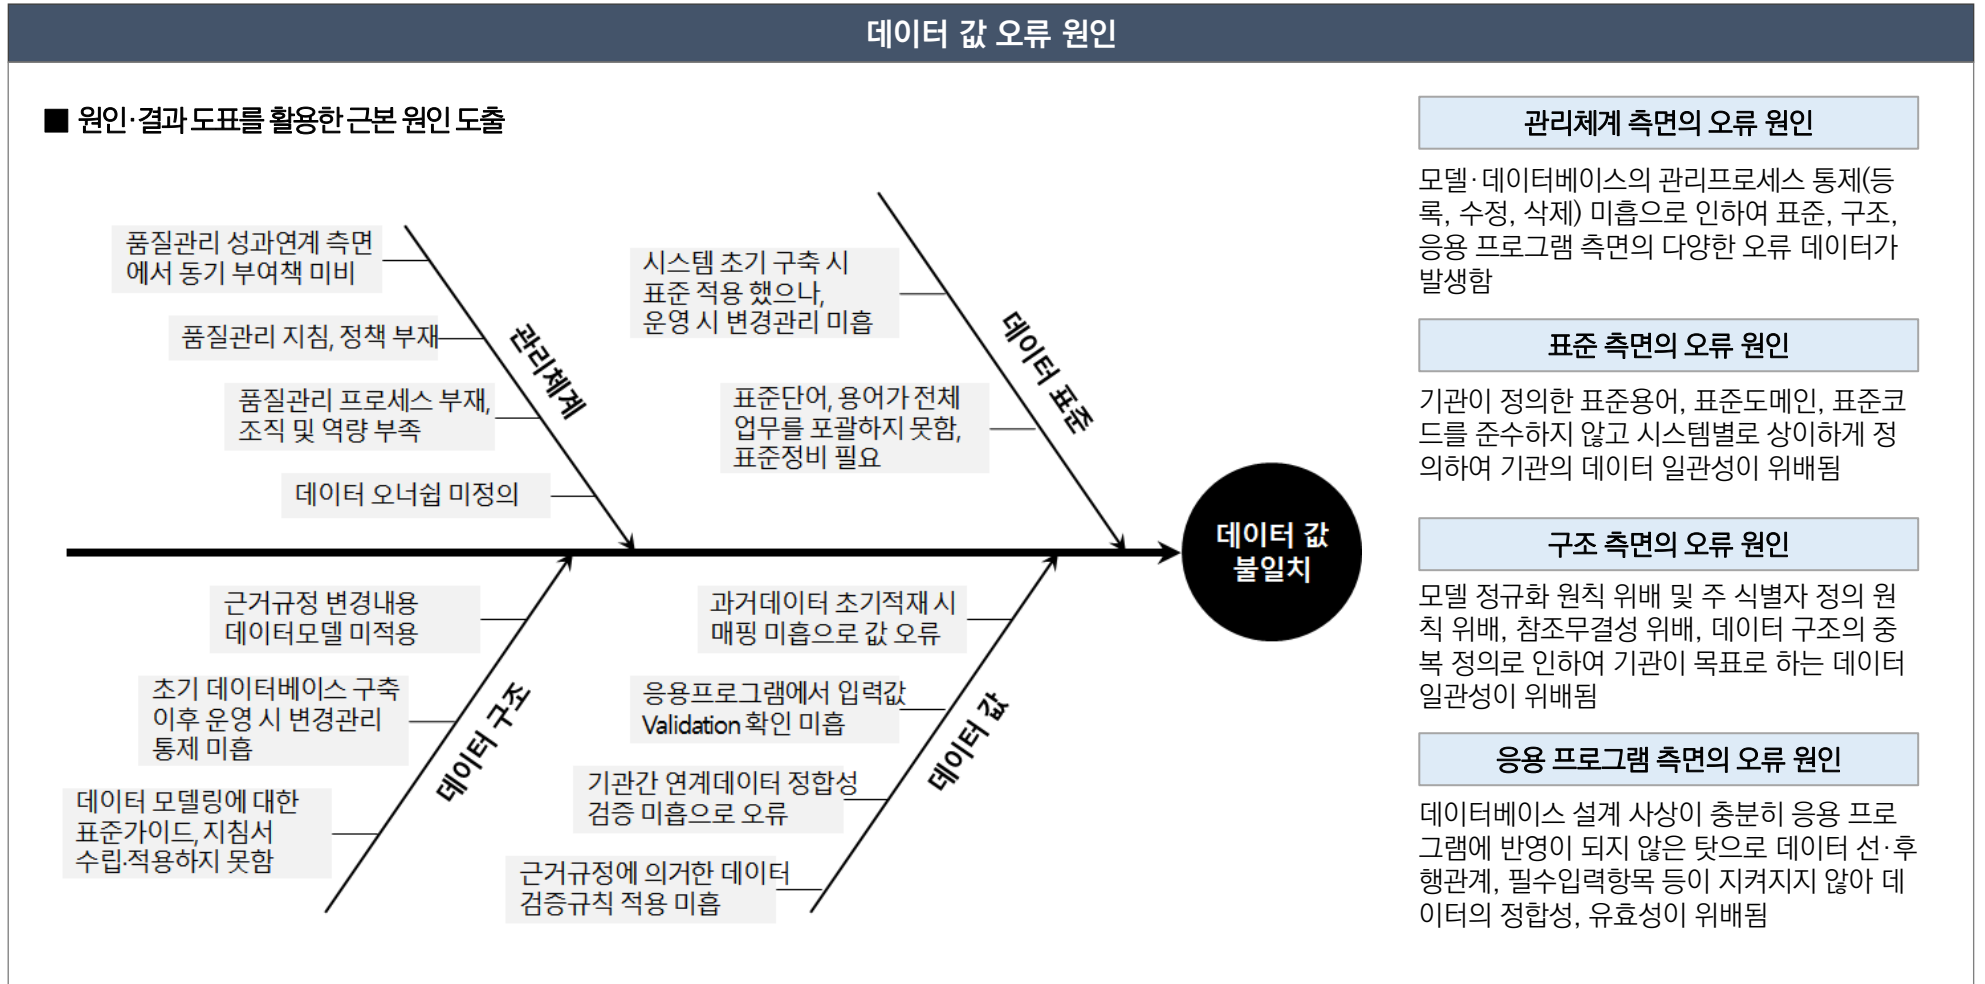 데이터 값 오류 원인
■ 원인·결과 도표를 활용한 근본 원인 도출
품질관리 성과연계 측면
에서 동기 부여책 미비
품질관리 지침, 정책 부재
품질관리 프로세스 부재,
조직 및 역량 부족
데이터 오너쉽 미정의
관리체계
시스템 초기 구축 시
표준 적용 했으나,
운영 시 변경관리 미흡
표준단어, 용어가 전체
업무를 포괄하지 못함,
표준정비 필요
데이터 표준
데이터 값
불일치
근거규정 변경내용
데이터모델 미적용
초기 데이터베이스 구축
이후 운영 시 변경관리
통제 미흡
데이터 모델링에 대한
표준가이드, 지침서
수립·적용하지 못함
데이터 구조
과거데이터 초기적재 시
매핑 미흡으로 값 오류
응용프로그램에서 입력값
Validation 확인 미흡
기관간 연계데이터 정합성
검증 미흡으로 오류
근거규정에 의거한 데이터
검증규칙 적용 미흡
데이터 값
관리체계 측면의 오류 원인
모델·데이터베이스의 관리프로세스 통제(등
록, 수정, 삭제) 미흡으로 인하여 표준, 구조,
응용 프로그램 측면의 다양한 오류 데이터가
발생함
표준 측면의 오류 원인
기관이 정의한 표준용어, 표준도메인, 표준코
드를 준수하지 않고 시스템별로 상이하게 정
의하여 기관의 데이터 일관성이 위배됨
구조 측면의 오류 원인
모델 정규화 원칙 위배 및 주 식별자 정의 원
칙 위배, 참조무결성 위배, 데이터 구조의 중
복 정의로 인하여 기관이 목표로 하는 데이터
일관성이 위배됨
응용 프로그램 측면의 오류 원인
데이터베이스 설계 사상이 충분히 응용 프로
그램에 반영이 되지 않은 탓으로 데이터 선·후
행관계, 필수입력항목 등이 지켜지지 않아 데
이터의 정합성, 유효성이 위배됨